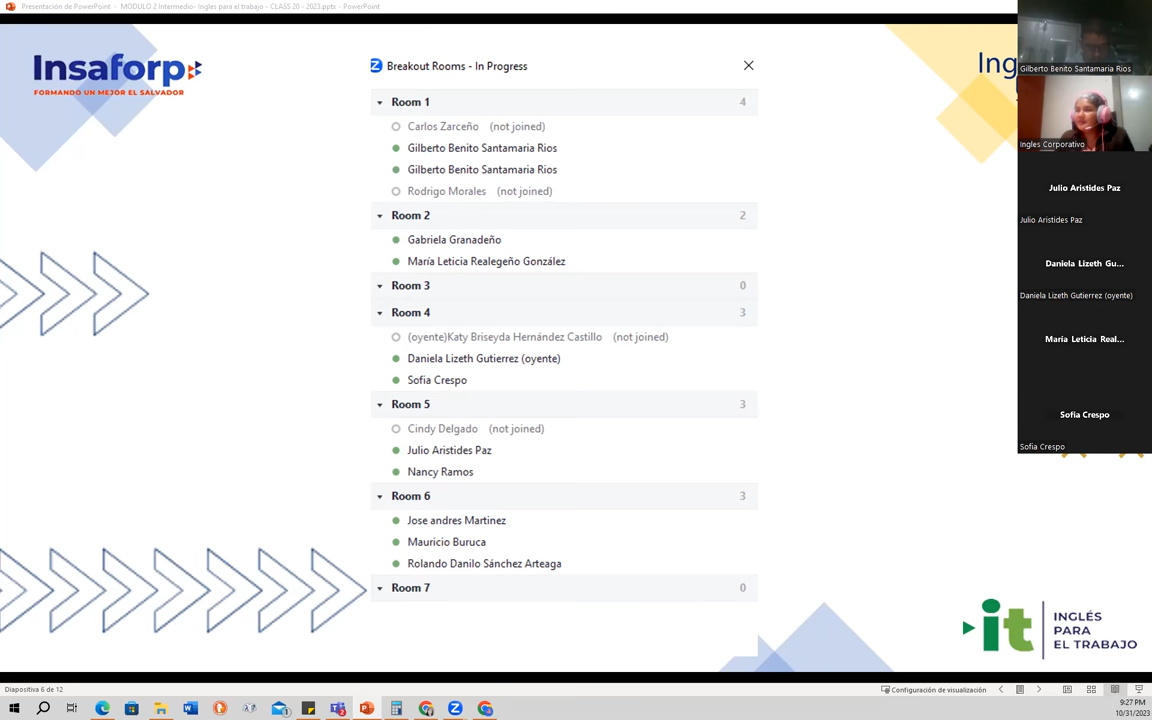 Presentación de PowerPoint - MODULO 2 Intermedio- Ingles para el trabajo - CLASS 20 - 2023.pptx - PowerPoint
Insaforp
FORMANDO UN MEJOR EL SALVADOR
Ing
Breakout Rooms - In Progress
Room 1 4
Carlos Zarceño (not joined)
Gilberto Benito Santamaria Rios
Gilberto Benito Santamaria Rios
Rodrigo Morales (not joined)
Room 2 2
Gabriela Granadeño
María Leticia Realegeño González
Room 3 0
Room 4 3
(oyente)Katy Briseyda Hernández Castillo (not joined)
Daniela Lizeth Gutierrez (oyente)
Sofia Crespo
Room 5 3
Cindy Delgado (not joined)
Julio Aristides Paz
Nancy Ramos
Room 6 3
Jose andres Martinez
Mauricio Buruca
Rolando Danilo Sánchez Arteaga
Room 7 0
Gilberto Benito Santamaria Rios
Ingles Corporativo
Julio Aristides Paz
Julio Aristides Paz
Daniela Lizeth Gu...
Daniela Lizeth Gutierrez (oyente)
María Leticia Real...
Sofia Crespo
Sofia Crespo
it
INGLÉS
PARA
EL TRABAJO
Diapositiva 6 de 12
Configuración de visualización
9:27 PM
10/31/2023